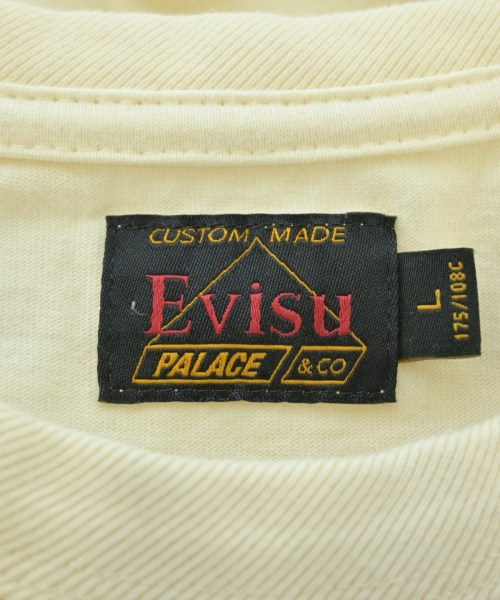 CUSTOM MADE
Evisu
PALACE & CO
L
175/108C